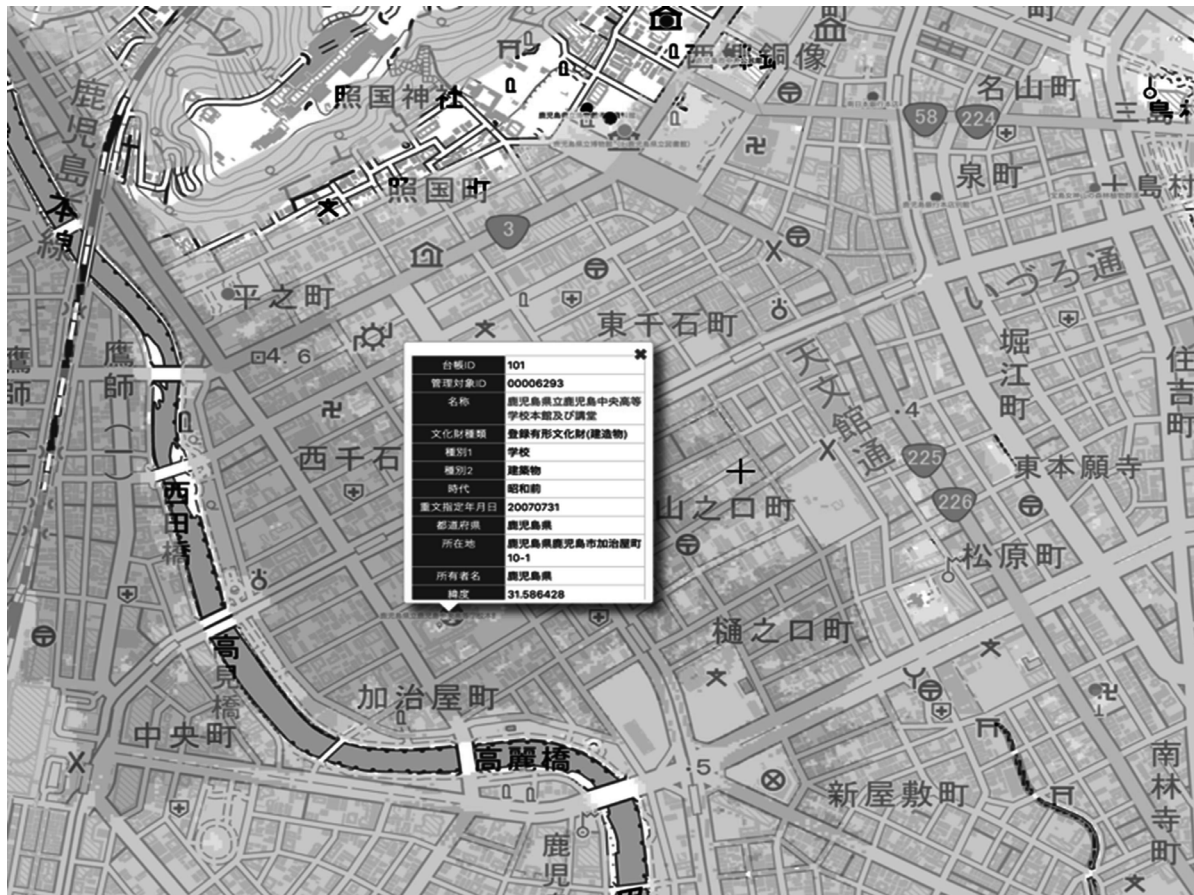 鹿児島本線
照国神社
銅像
名山町
三島村
58
224
泉町
十島村
照国町
3
平之町
いづろ通
東千石町
4.6
鷹師(二)
鷹師(一)
堀江町
住吉町
天文館通
・4
西千石
225
226
東本願寺
山之口町
松原町
西田橋
樋之口町
高見橋
加治屋町
中央町
高麗橋
・5
新屋敷町
南林寺町
鹿児
台帳ID 101
管理対象ID 00006293
名称 鹿児島県立鹿児島中央高等
学校本館及び講堂
文化財種類 登録有形文化財(建造物)
種別1 学校
種別2 建築物
時代 昭和前
重文指定年月日 20070731
都道府県 鹿児島県
所在地 鹿児島県鹿児島市加治屋町
10-1
所有者名 鹿児島県
緯度 31.586428